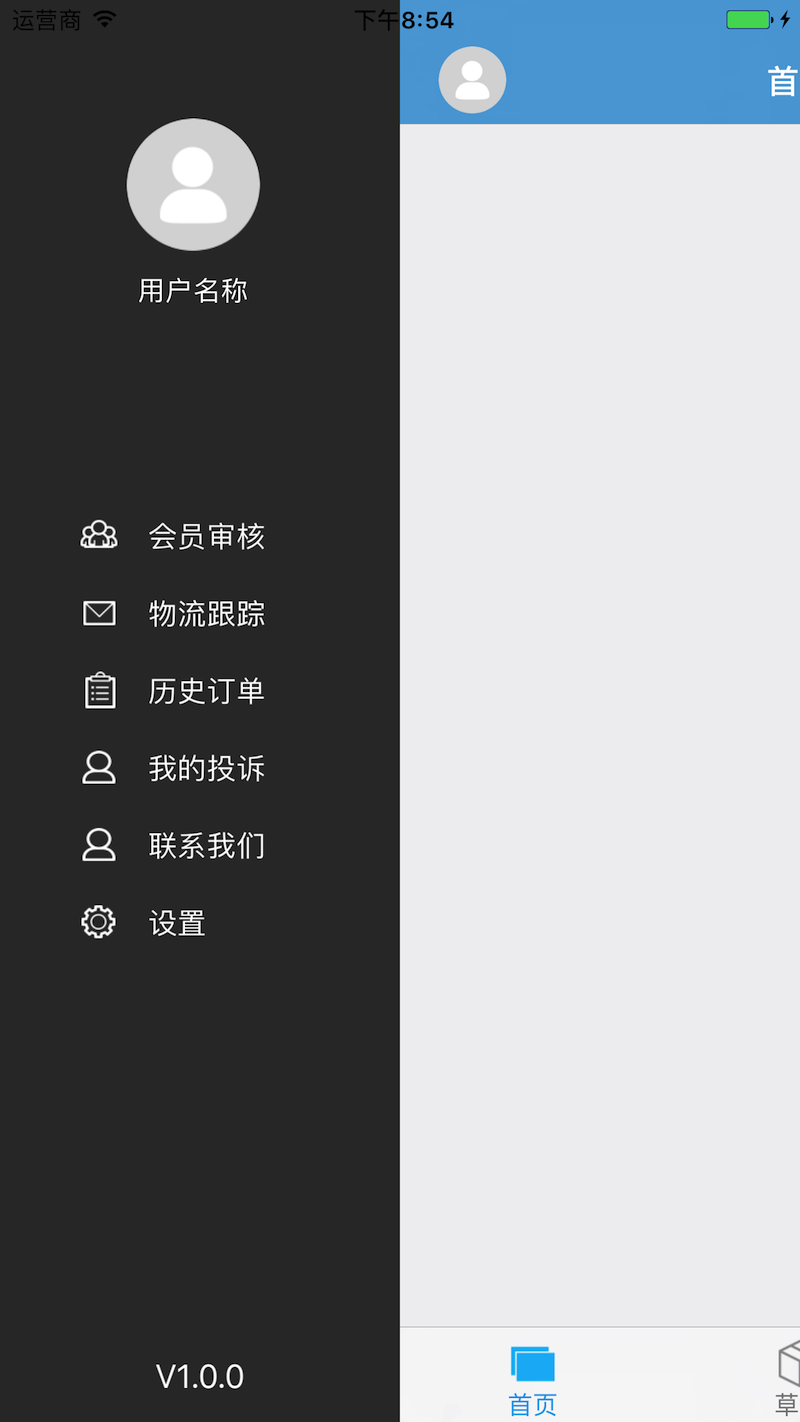 运营商
下午8:54
首
用户名称
会员审核
物流跟踪
历史订单
我的投诉
联系我们
设置
V1.0.0
首页
草